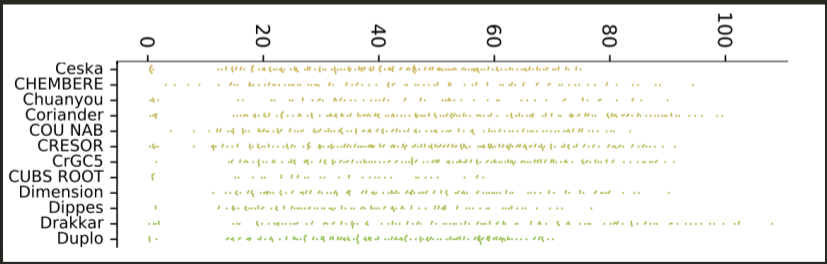 0 20 40 60 80 100
Ceska
CHEMBERE
Chuanyou
Coriander
COU NAB
CRESOR
CrGC5
CUBS ROOT
Dimension
Dippes
Drakkar
Duplo